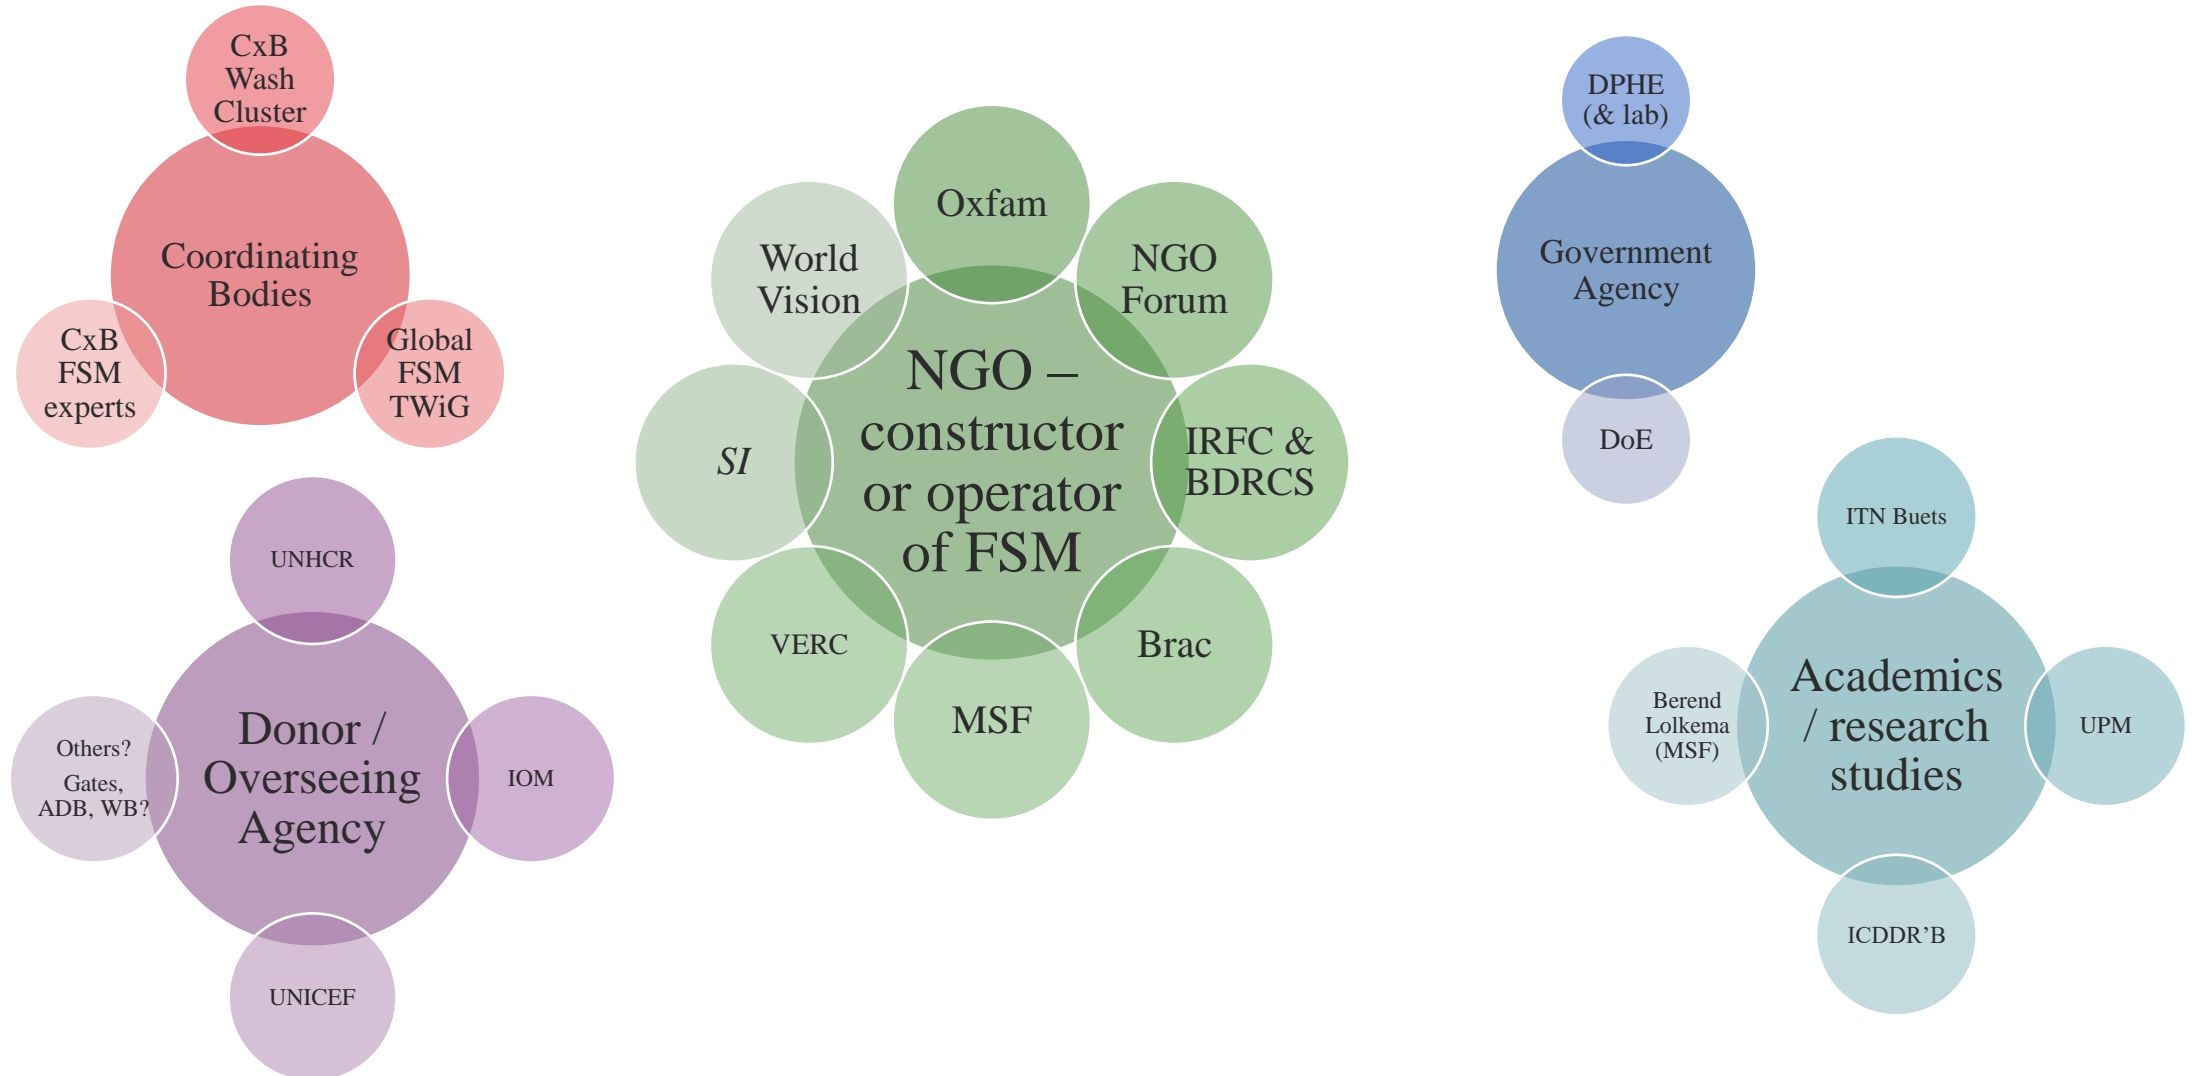 CxB
Wash
Cluster
Coordinating
Bodies
CxB
FSM
experts
Global
FSM
TWiG
Oxfam
NGO
Forum
IRFC &
BDRCS
Brac
MSF
VERC
SI
World
Vision
NGO –
constructor
or operator
of FSM
DPHE
(& lab)
Government
Agency
DoE
UNHCR
Donor /
Overseeing
Agency
IOM
UNICEF
Others?
Gates,
ADB, WB?
ITN Buets
Academics
/ research
studies
UPM
ICDDR’B
Berend
Lolkema
(MSF)